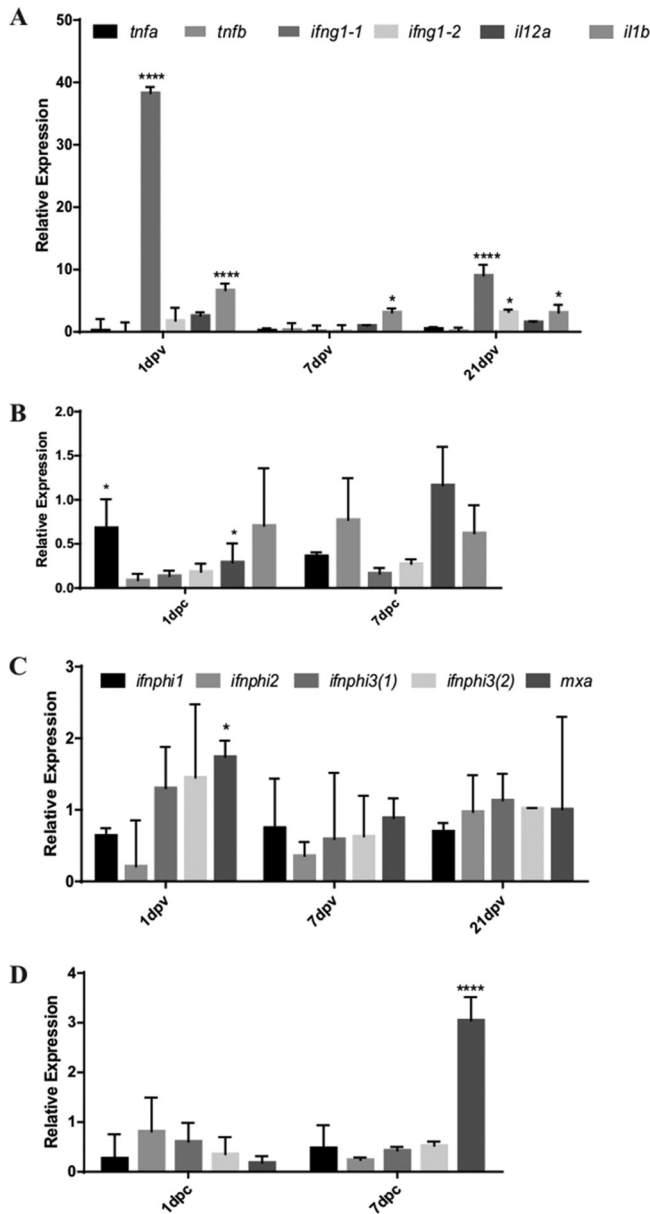 A
50
tnfa tnfb ifng1-1 ifng1-2 il12a il1b
****
40
30
Relative Expression
20
10
****
****
*
*
*
0
1dpv 7dpv 21dpv
B
2.0
1.5
Relative Expression
1.0
*
*
0.5
0.0
1dpc 7dpc
C
3
ifnphi1 ifnphi2 ifnphi3(1) ifnphi3(2) mxa
2
*
Relative Expression
1
0
1dpv 7dpv 21dpv
D
4
****
3
Relative Expression
2
1
0
1dpc 7dpc